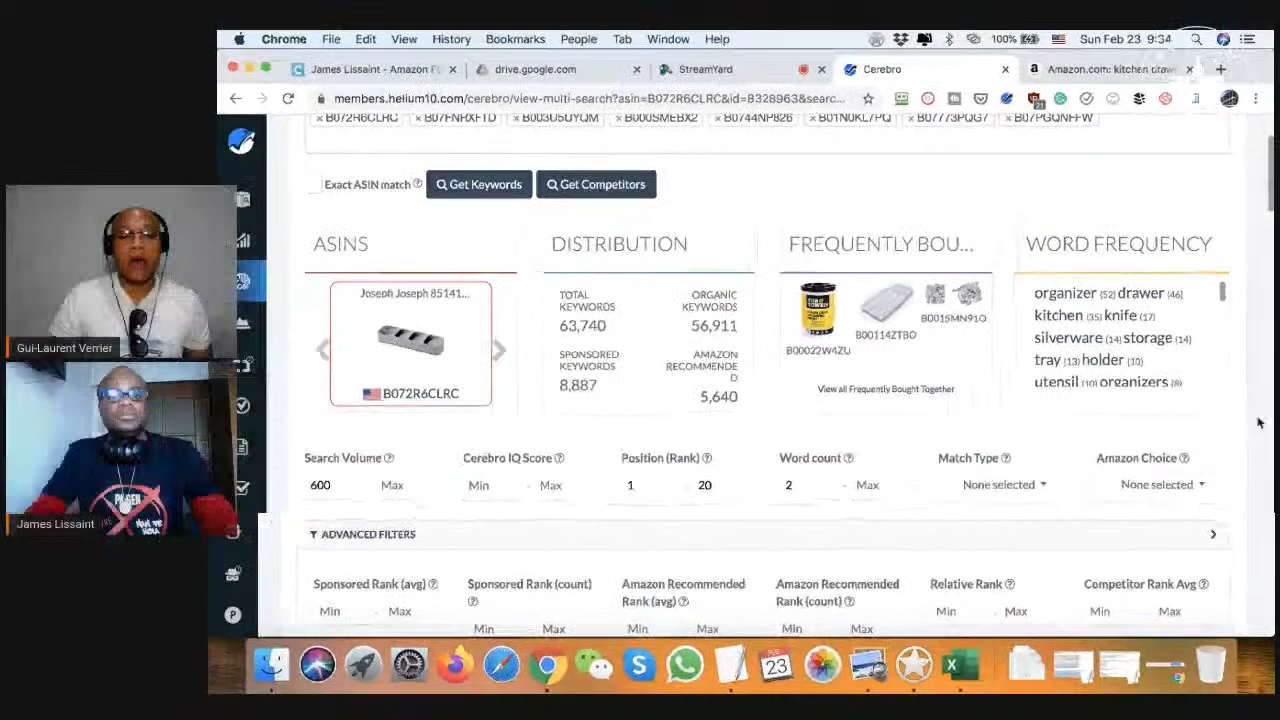 Chrome File Edit View History Bookmarks People Tab Window Help 100% Sun Feb 23 9:34
James Lissaint - Amazon F
drive.google.com
StreamYard
Cerebro
Amazon.com: kitchen draw
members.helium10.com/cerebro/view-multi-search?asin=B072R6CLRC&id=8328963&searc...
× B072R6CLRC × B07FNHXFTD × B003U5UYQM × B000SMEBX2 × B0744NP826 × B01N0KL7PQ × B07773PQG7 × B07PGQNFFW
Exact ASIN match Get Keywords Get Competitors
ASINS
Joseph Joseph 85141...
B072R6CLRC
DISTRIBUTION
TOTAL KEYWORDS
63,740
ORGANIC KEYWORDS
56,911
SPONSORED KEYWORDS
8,887
AMAZON RECOMMENDE
D
5,640
FREQUENTLY BOU...
B00022W4ZU
B00114ZTBO
B0015MN91Q
View all Frequently Bought Together
WORD FREQUENCY
organizer (52) drawer (46)
kitchen (35) knife (17)
silverware (14) storage (14)
tray (13) holder (10)
utensil (10) organizers (8)
Gui-Laurent Verrier
James Lissaint
Search Volume Cerebro IQ Score Position (Rank) Word count Match Type Amazon Choice
600 Max Min - Max 1 20 2 - Max None selected None selected
ADVANCED FILTERS
Sponsored Rank (avg) Sponsored Rank (count) Amazon Recommended Rank (avg) Amazon Recommended Rank (count) Relative Rank Competitor Rank Avg
Min - Max Min Max Min Max Min Max Min - Max Min - Max
FEB
23